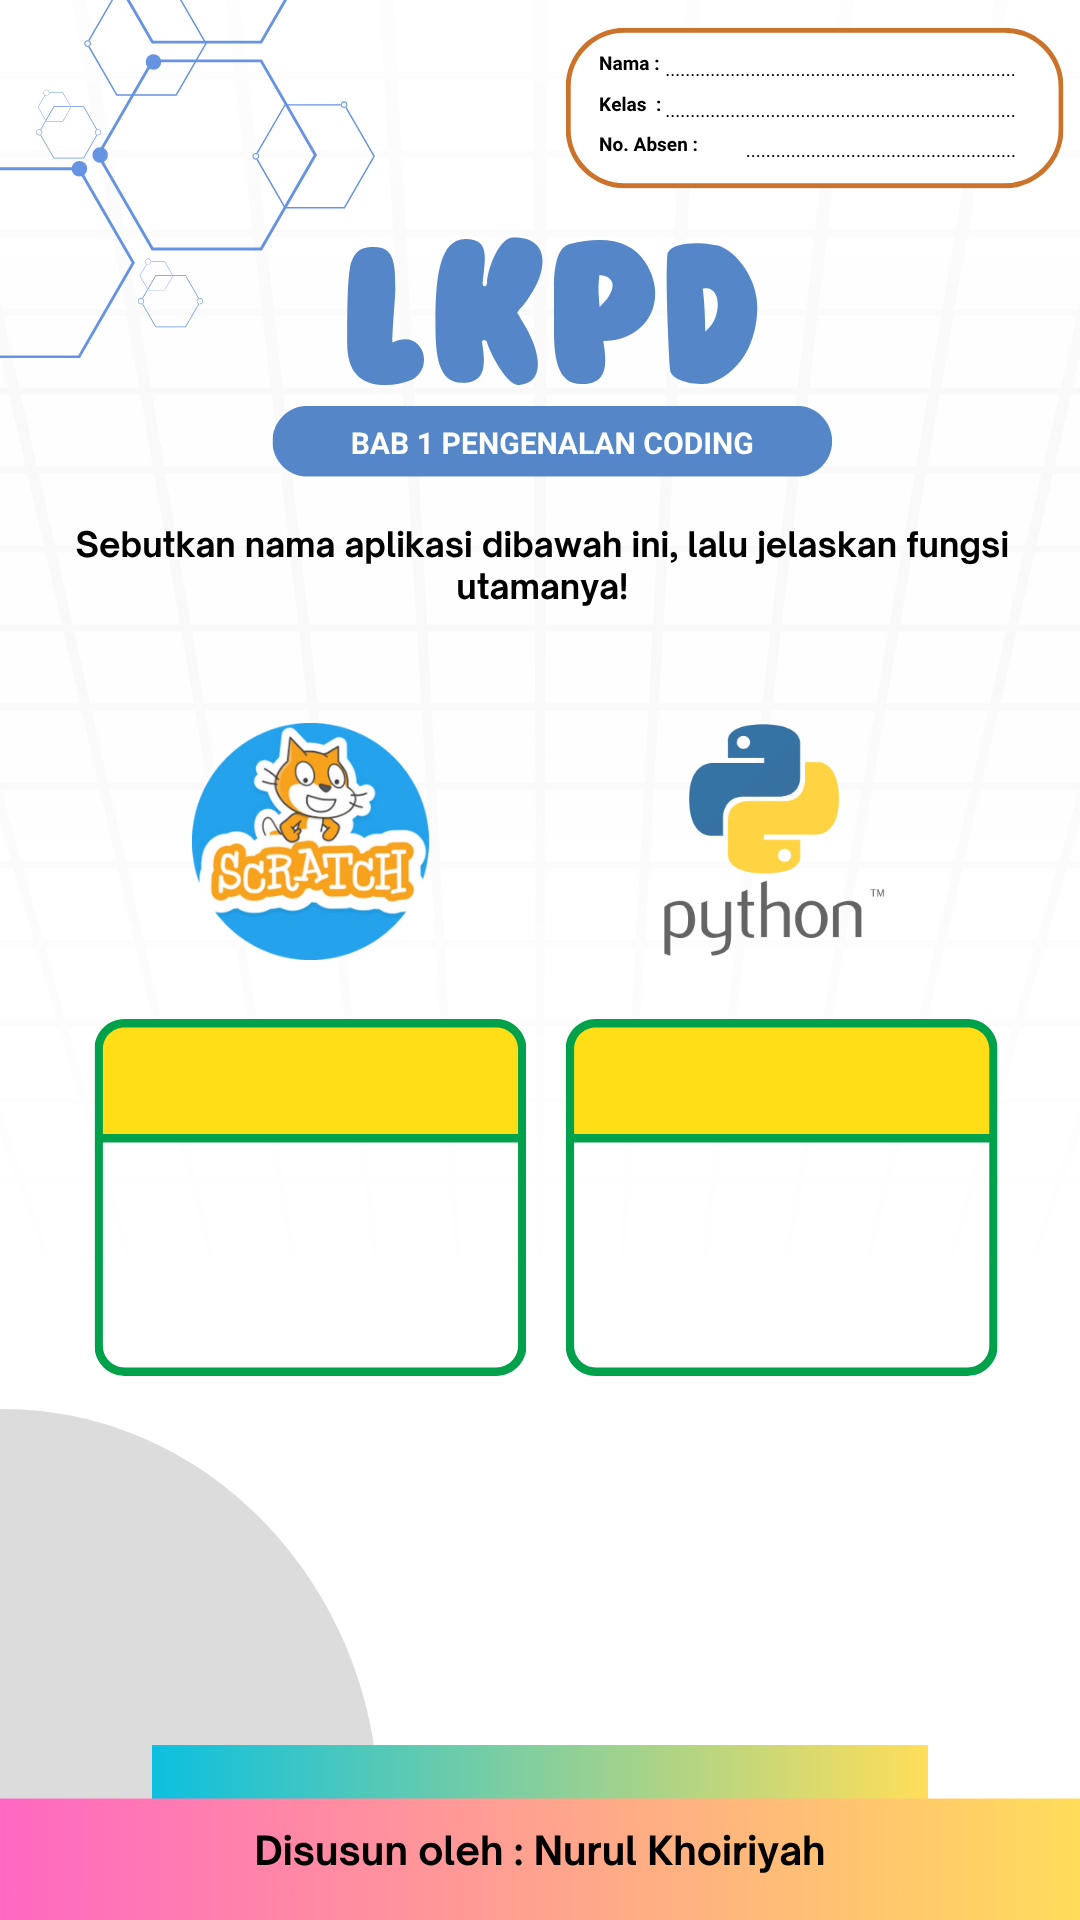 Nama : ........................................................................
Kelas  : ........................................................................
No. Absen : ........................................................
LKPD
BAB 1 PENGENALAN CODING
Sebutkan nama aplikasi dibawah ini, lalu jelaskan fungsi
utamanya!
SCRATCH
python™
Disusun oleh : Nurul Khoiriyah